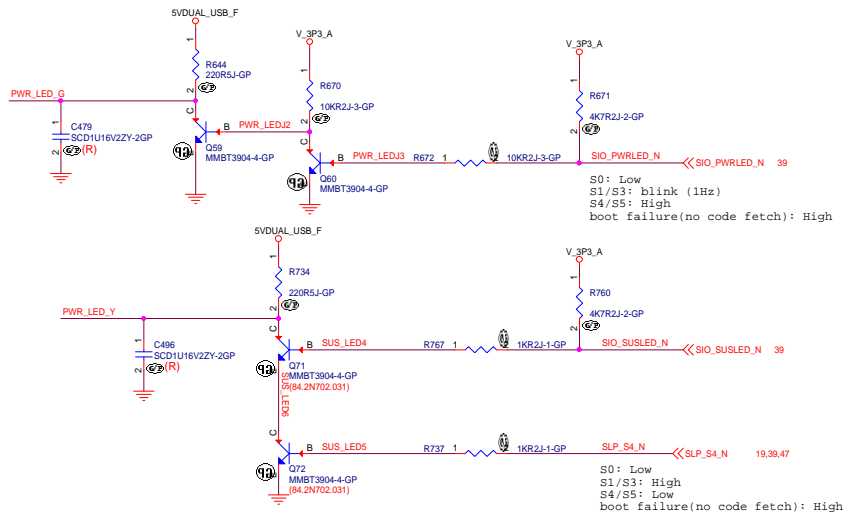 5VDUAL_USB_F
1
R644
220R5J-GP
2
PWR_LED_G
C479
SCD1U16V2ZY-2GP
1
2
(R)
C
B
PWR_LEDJ2
Q59
MMBT3904-4-GP
V_3P3_A
1
R670
10KR2J-3-GP
2
C
B
PWR_LEDJ3
Q60
MMBT3904-4-GP
R672
1
10KR2J-3-GP
V_3P3_A
1
R671
4K7R2J-2-GP
2
SIO_PWRLED_N
SIO_PWRLED_N 39
S0: Low
S1/S3: blink (1Hz)
S4/S5: High
boot failure(no code fetch): High
5VDUAL_USB_F
1
R734
220R5J-GP
2
PWR_LED_Y
C496
SCD1U16V2ZY-2GP
1
2
(R)
C
B
SUS_LED4
Q71
MMBT3904-4-GP
(84.2N702.031)
SUS_LED6
R767
1
1KR2J-1-GP
V_3P3_A
1
R760
4K7R2J-2-GP
2
SIO_SUSLED_N
SIO_SUSLED_N 39
C
B
SUS_LED5
Q72
MMBT3904-4-GP
(84.2N702.031)
R737
1
1KR2J-1-GP
SLP_S4_N
SLP_S4_N 19,39,47
S0: Low
S1/S3: High
S4/S5: Low
boot failure(no code fetch): High